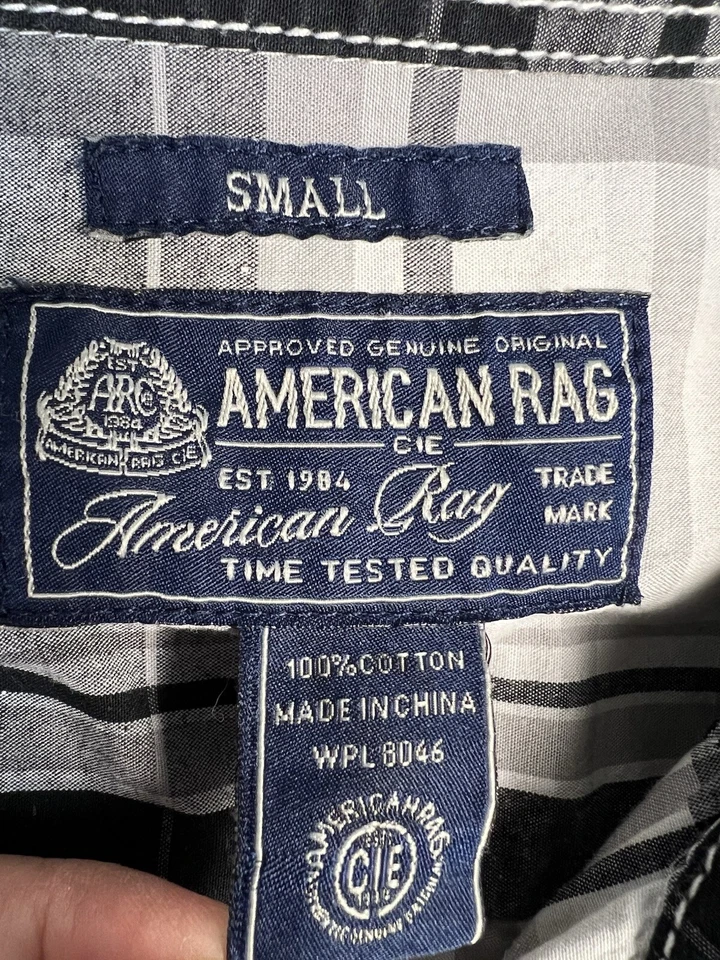 SMALL
APPROVED GENUINE ORIGINAL
AMERICAN RAG
CIE
EST
ARC
1984
AMERICAN RAG CIE
EST 1984
TRADE
MARK
American Rag
TIME TESTED QUALITY
100%COTTON
MADE IN CHINA
WPL 8046
AMERICAN RAG
CIE
GENUINE